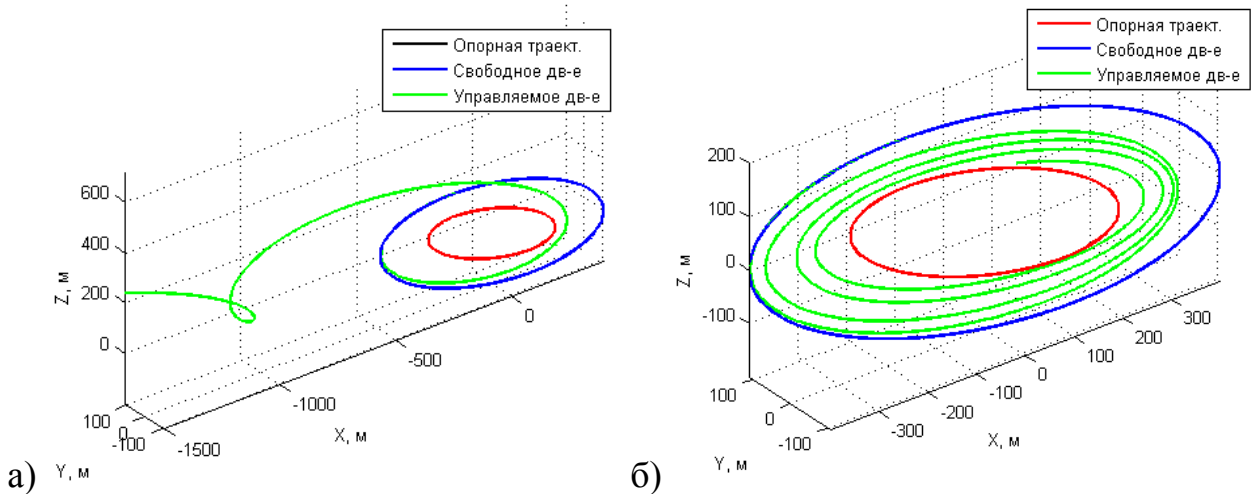 Опорная траект.
Свободное дв-е
Управляемое дв-е
600
400
200
0
Z, м
100
0
-100
Y, м
-1500
-1000
-500
0
X, м
а)
Опорная траект.
Свободное дв-е
Управляемое дв-е
200
100
0
-100
Z, м
100
0
-100
Y, м
-300
-200
-100
0
100
200
300
X, м
б)